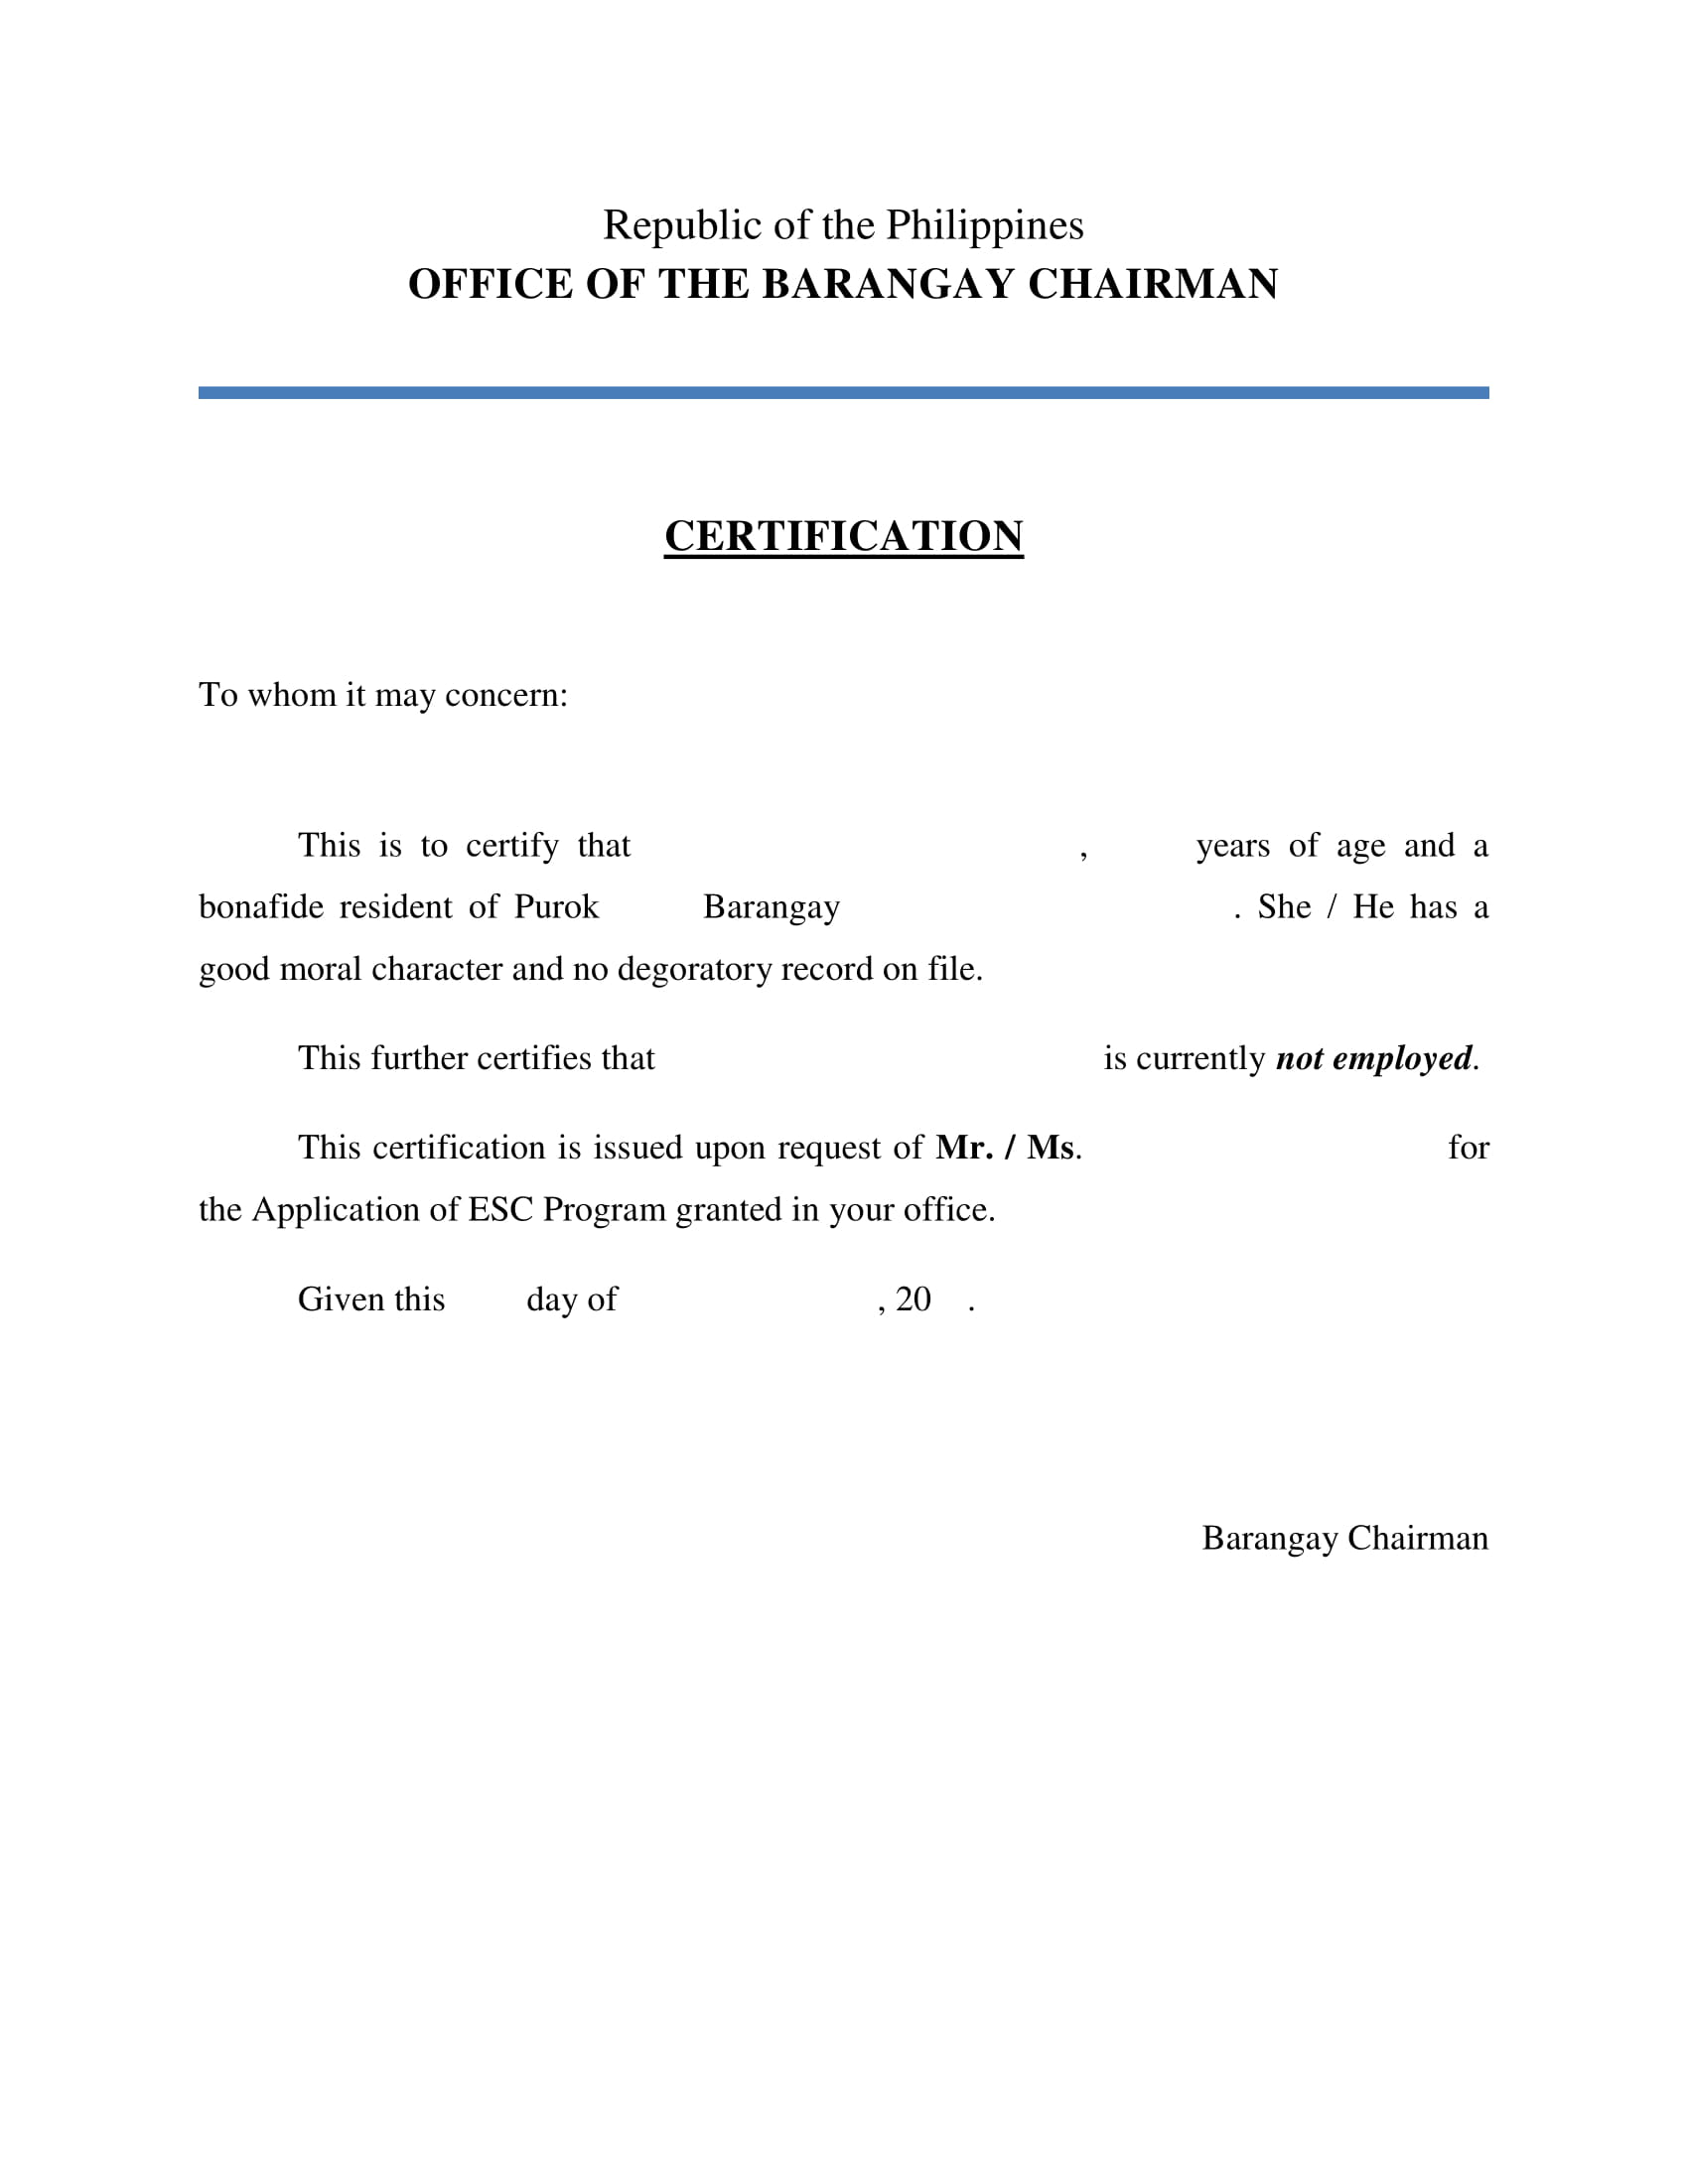 Republic of the Philippines
OFFICE OF THE BARANGAY CHAIRMAN
CERTIFICATION
To whom it may concern:
This is to certify that , years of age and a
bonafide resident of Purok Barangay . She / He has a
good moral character and no degoratory record on file.
This further certifies that is currently not employed.
This certification is issued upon request of Mr. / Ms. for
the Application of ESC Program granted in your office.
Given this day of , 20 .
Barangay Chairman